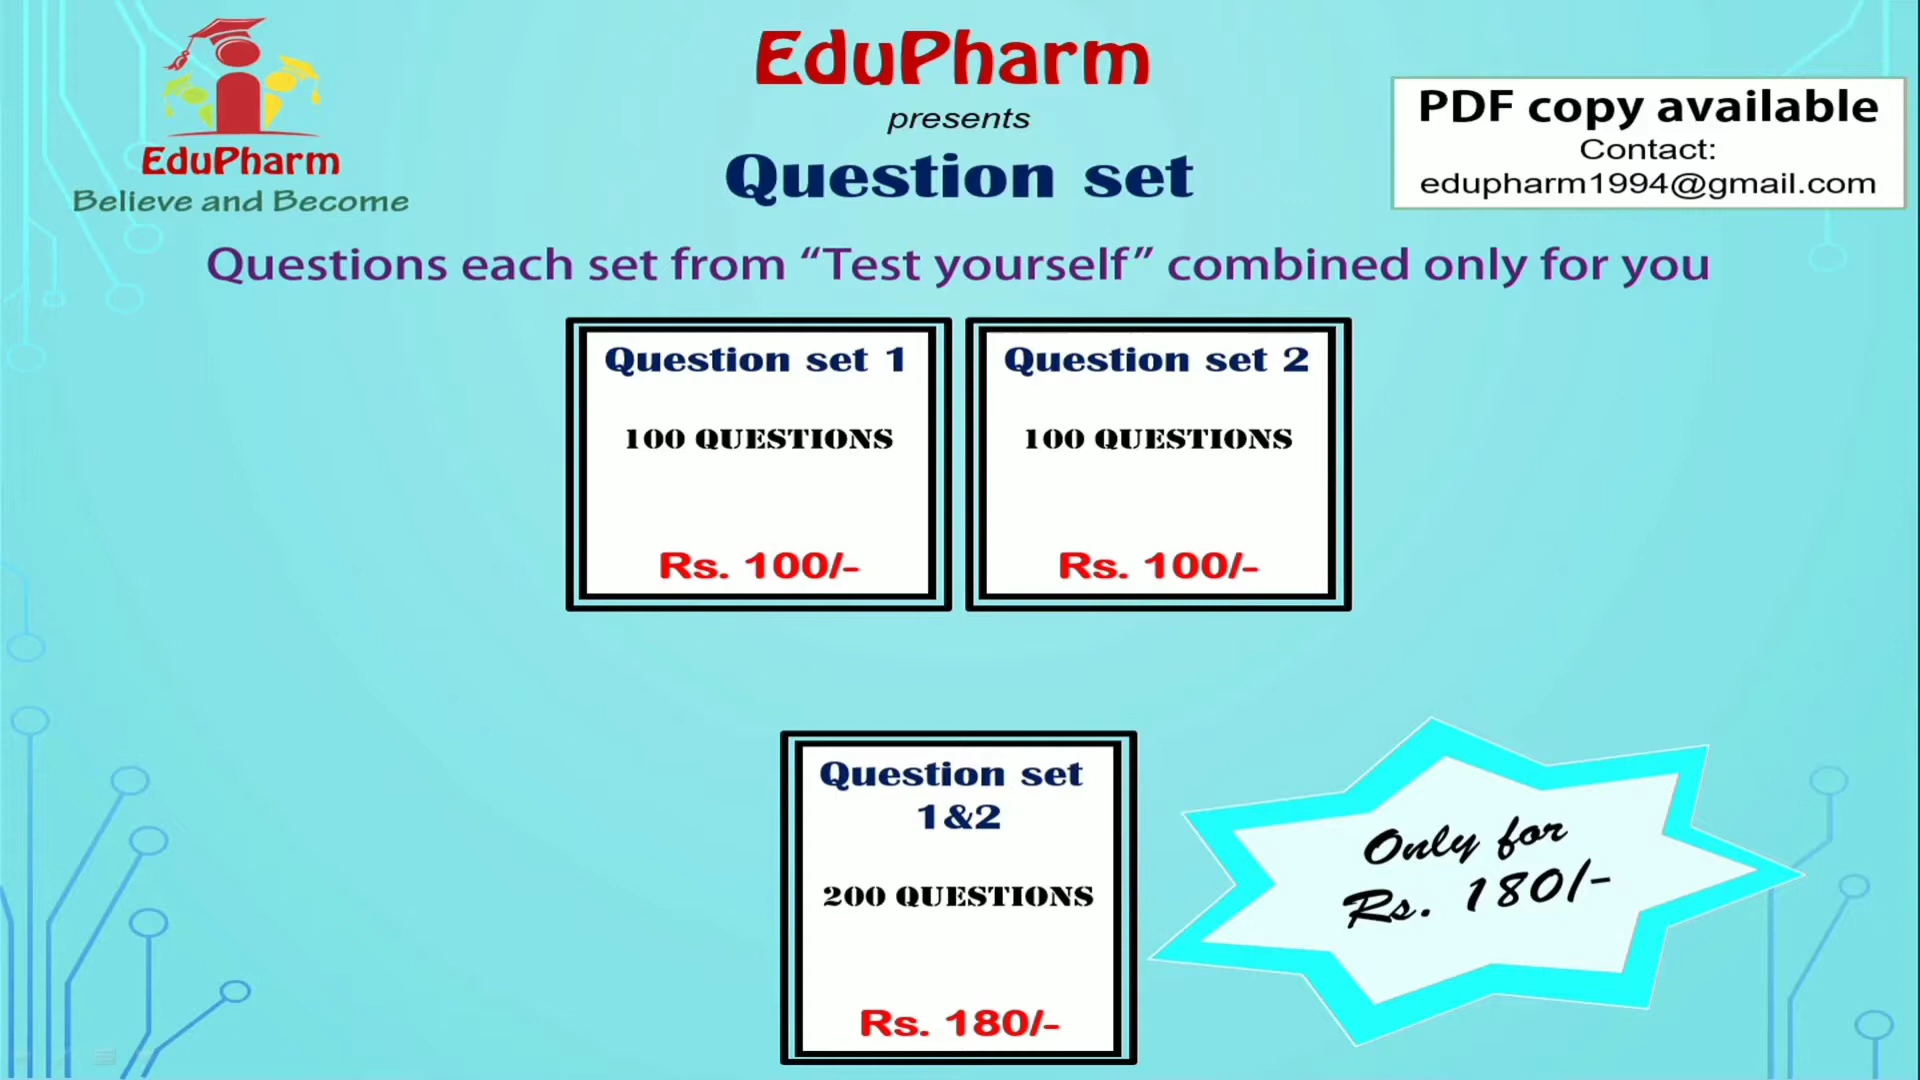 EduPharm
Believe and Become
EduPharm
presents
Question set
PDF copy available
Contact:
edupharm1994@gmail.com
Questions each set from “Test yourself” combined only for you
Question set 1
100 QUESTIONS
Rs. 100/-
Question set 2
100 QUESTIONS
Rs. 100/-
Question set
1&2
200 QUESTIONS
Rs. 180/-
Only for
Rs. 180/-